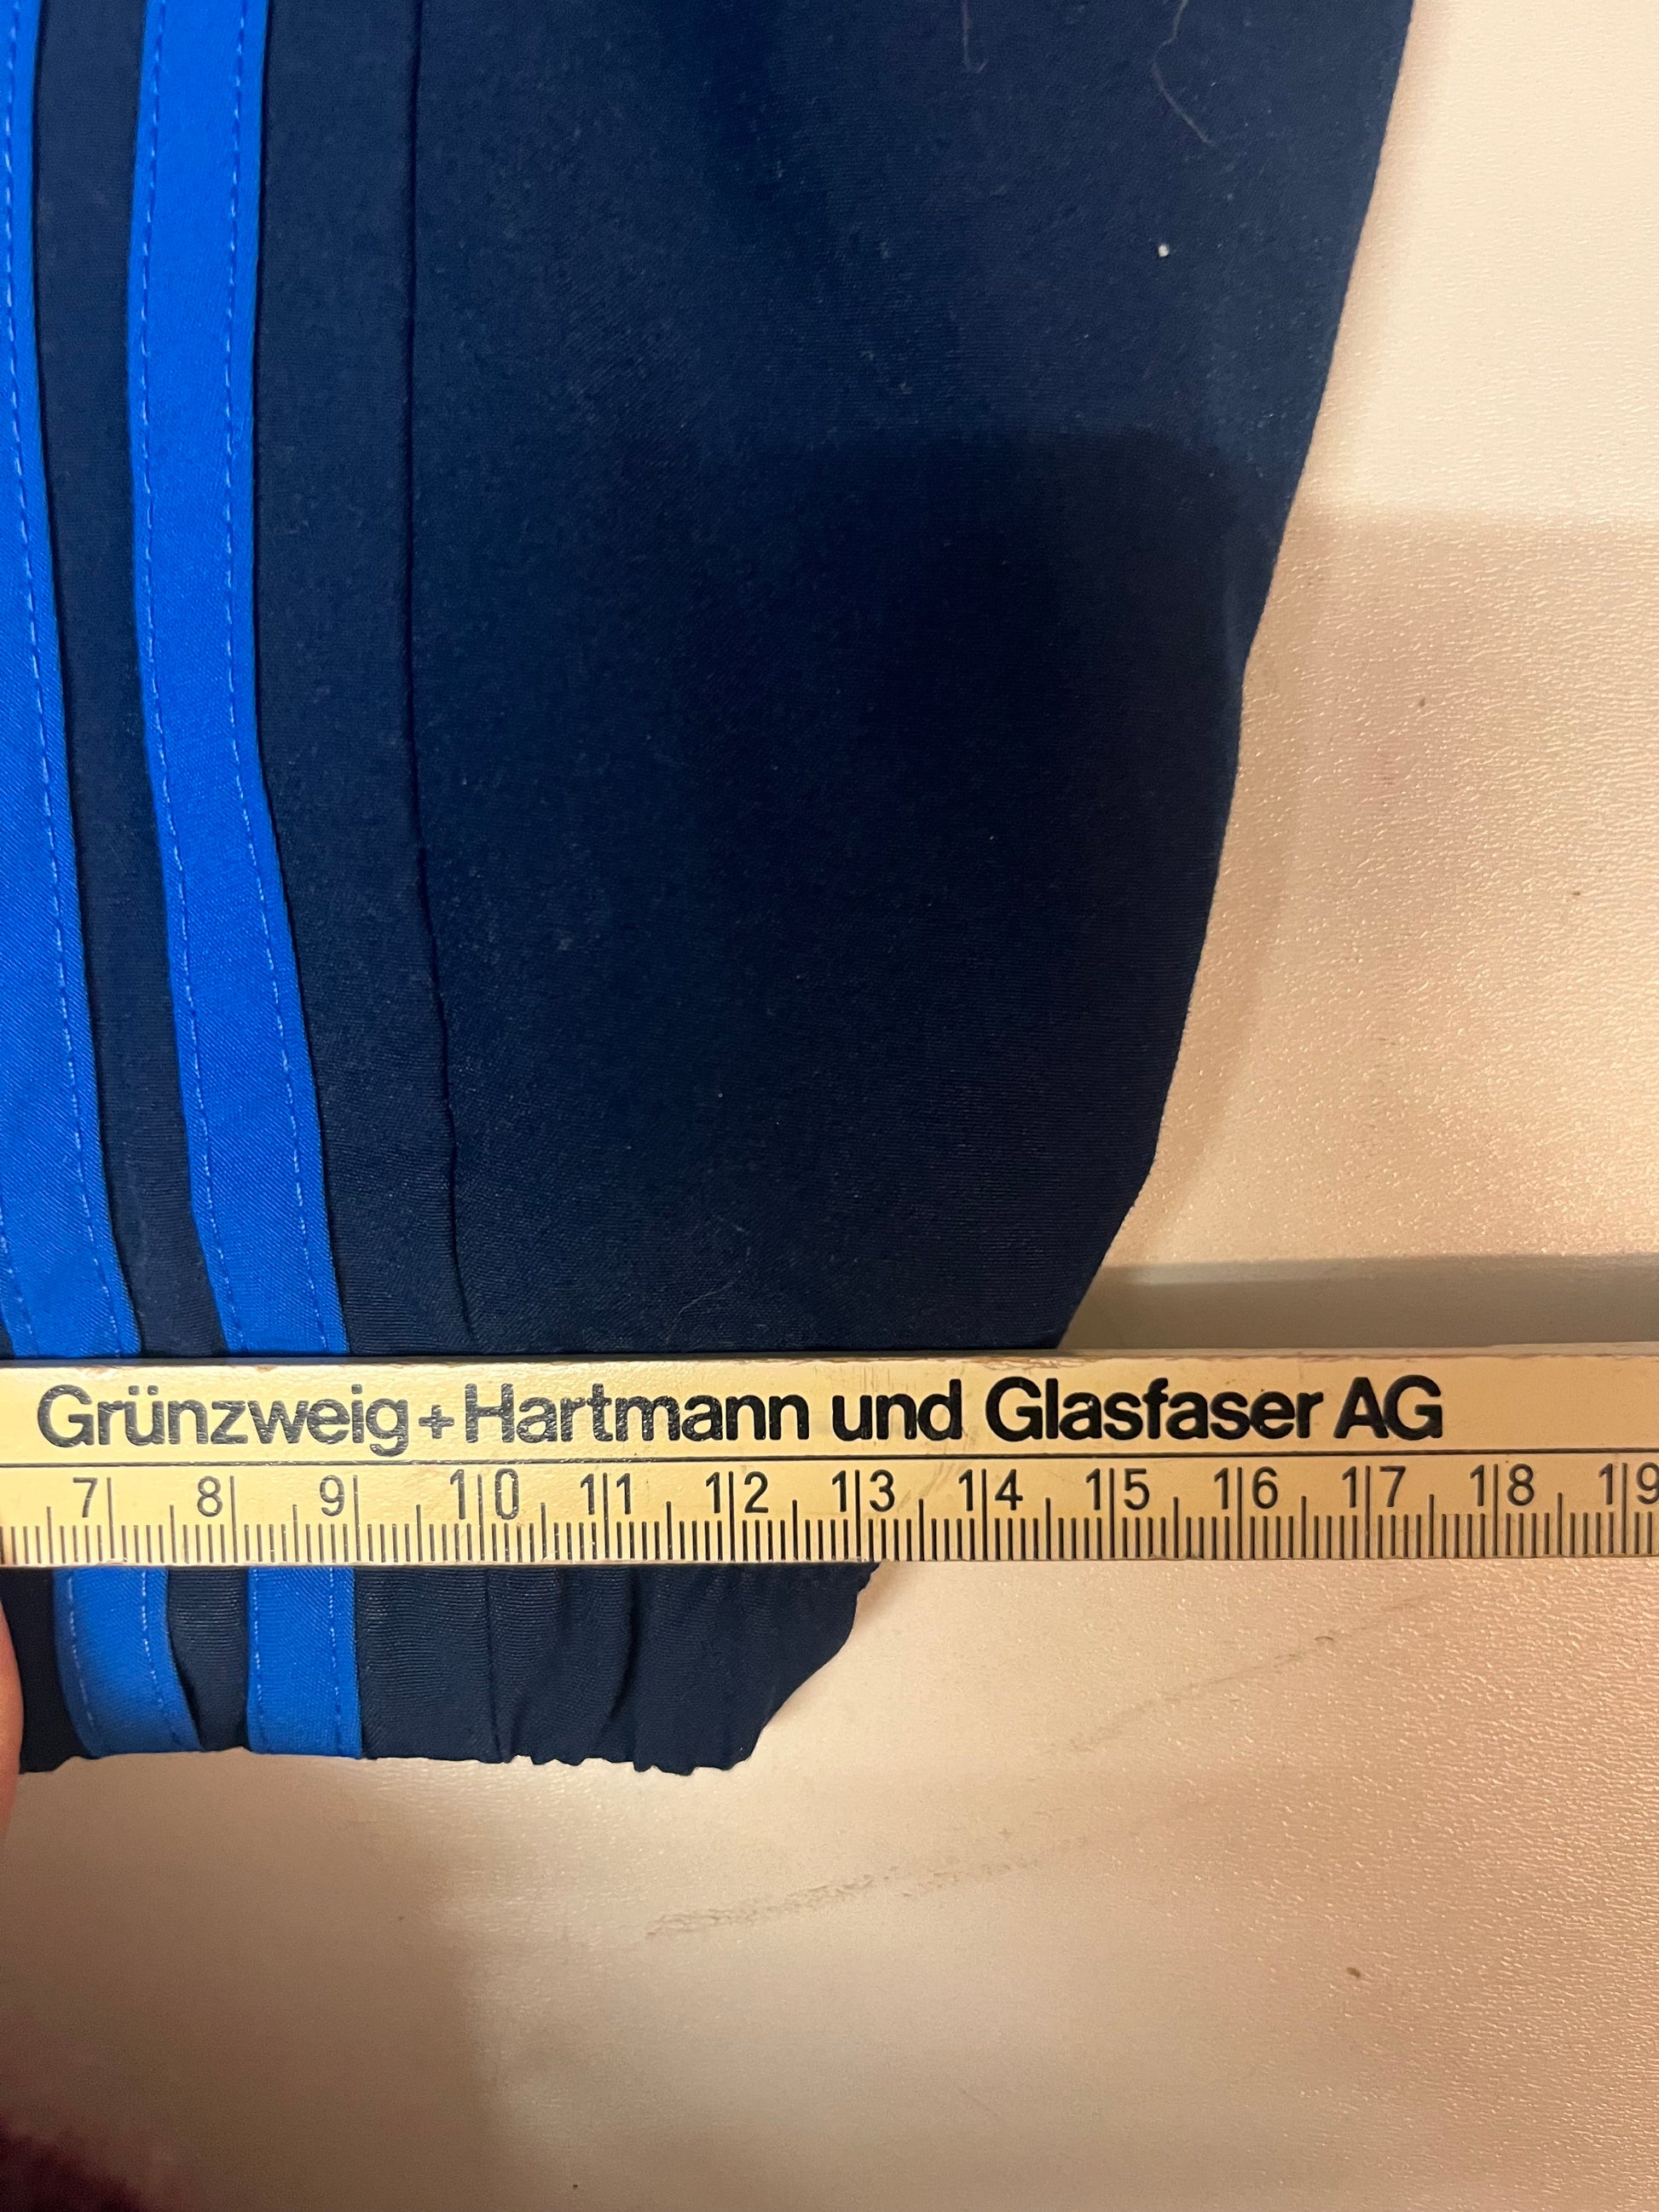 Grünzweig+Hartmann und Glasfaser AG
7 8 9 10 11 12 13 14 15 16 17 18 19